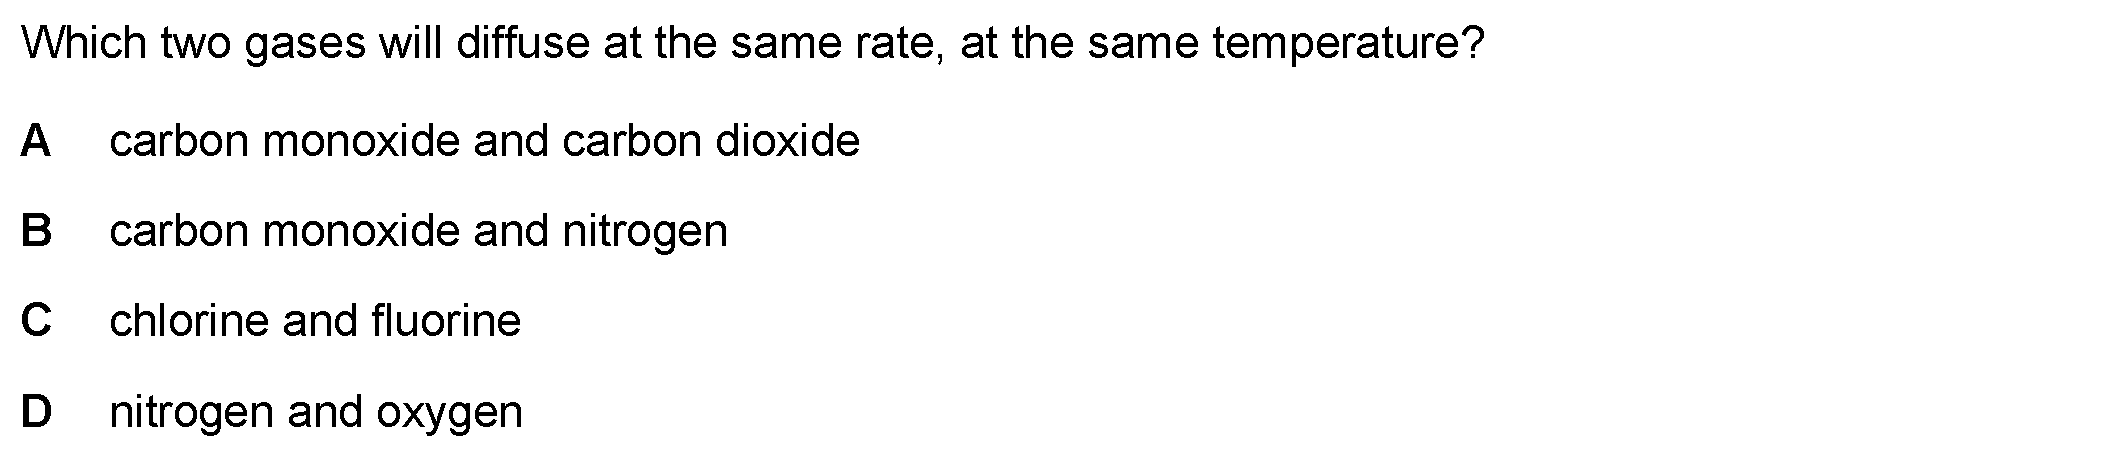 Which two gases will diffuse at the same rate, at the same temperature?
A carbon monoxide and carbon dioxide
B carbon monoxide and nitrogen
C chlorine and fluorine
D nitrogen and oxygen